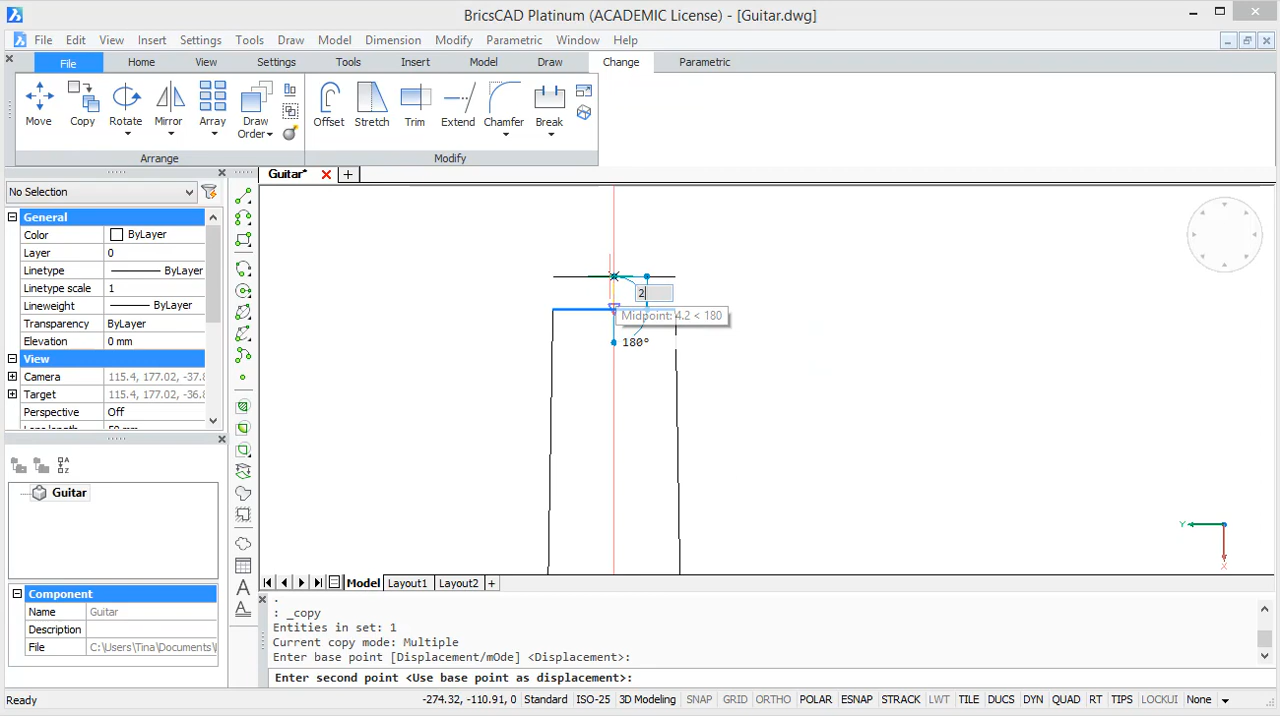 BricsCAD Platinum (ACADEMIC License) - [Guitar.dwg]
File Edit View Insert Settings Tools Draw Model Dimension Modify Parametric Window Help
File Home View Settings Tools Insert Model Draw Change Parametric
Move Copy Rotate Mirror Array Draw Order Offset Stretch Trim Extend Chamfer Break
Arrange Modify
Guitar*
No Selection
General
Color ByLayer
Layer 0
Linetype ByLayer
Linetype scale 1
Lineweight ByLayer
Transparency ByLayer
Elevation 0 mm
View
Camera 115.4, 177.02, -37.8
Target 115.4, 177.02, -36.8
Perspective Off
2
Midpoint: 4.2 < 180
180°
Y
X
Guitar
Component
Name Guitar
Description
File C:\Users\Tina\Documents\
Model Layout1 Layout2 +
: _copy
Entities in set: 1
Current copy mode: Multiple
Enter base point [Displacement/mOde] <Displacement>:
Enter second point <Use base point as displacement>:
Ready -274.32, -110.91, 0 Standard ISO-25 3D Modeling SNAP GRID ORTHO POLAR ESNAP STRACK LWT TILE DUCS DYN QUAD RT TIPS LOCKUI None